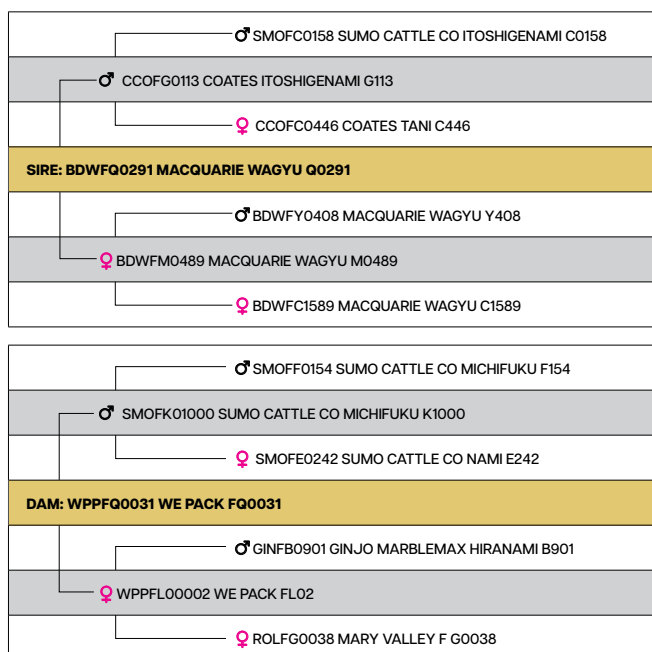 SMOFC0158 SUMO CATTLE CO ITOSHIGENAMI C0158
CCOFG0113 COATES ITOSHIGENAMI G113
CCOFC0446 COATES TANI C446
SIRE: BDWFQ0291 MACQUARIE WAGYU Q0291
BDWFY0408 MACQUARIE WAGYU Y408
BDWFM0489 MACQUARIE WAGYU M0489
BDWFC1589 MACQUARIE WAGYU C1589
SMOFF0154 SUMO CATTLE CO MICHIFUKU F154
SMOFK01000 SUMO CATTLE CO MICHIFUKU K1000
SMOFE0242 SUMO CATTLE CO NAMI E242
DAM: WPPFQ0031 WE PACK FQ0031
GINFB0901 GINJO MARBLEMAX HIRANAMI B901
WPPFL00002 WE PACK FL02
ROLFG0038 MARY VALLEY F G0038